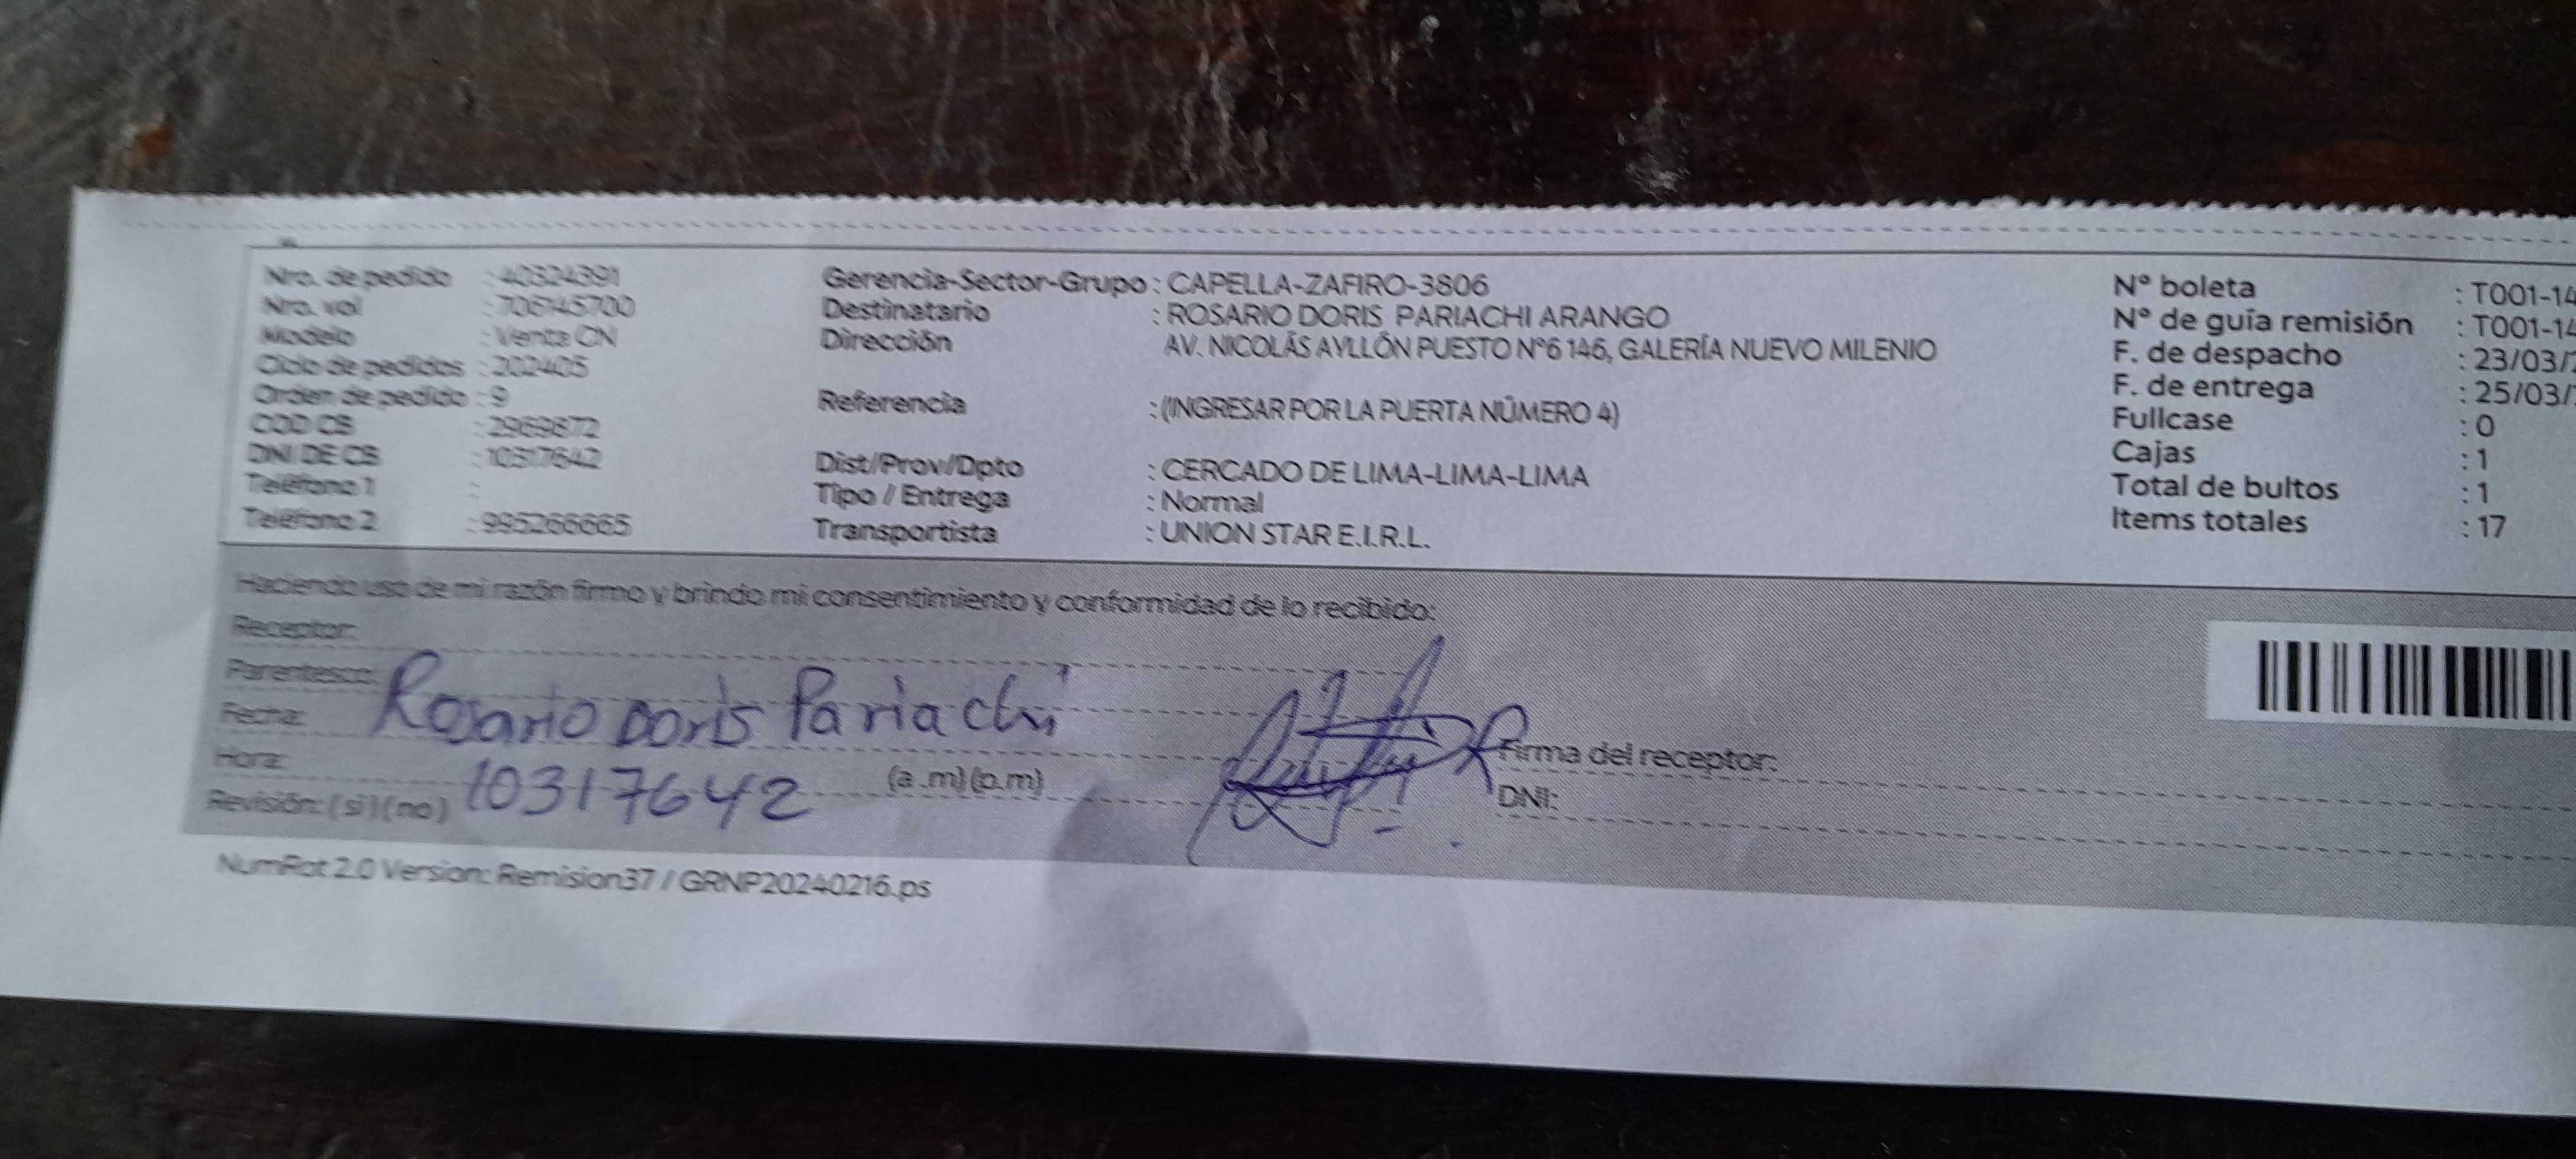 Nro. de pedido : 40324391
Nro. vol : 706145700
Modelo : Venta CN
Ciclo de pedidos : 202405
Orden de pedido : 9
COD CB : 2969872
DNI DE CB : 10317642
Teléfono 1 :
Teléfono 2 : 995266665
Gerencia-Sector-Grupo : CAPELLA-ZAFIRO-3806
Destinatario : ROSARIO DORIS PARIACHI ARANGO
Dirección AV. NICOLÁS AYLLÓN PUESTO N°6 146, GALERÍA NUEVO MILENIO
Referencia : (INGRESAR POR LA PUERTA NÚMERO 4)
Dist/Prov/Dpto : CERCADO DE LIMA-LIMA-LIMA
Tipo / Entrega : Normal
Transportista : UNION STAR E.I.R.L.
N° boleta : T001-14
N° de guía remisión : T001-14
F. de despacho : 23/03/
F. de entrega : 25/03/
Fullcase : 0
Cajas : 1
Total de bultos : 1
Items totales : 17
Haciendo uso de mi razón firmo y brindo mi consentimiento y conformidad de lo recibido:
Receptor:
Parentesco:
Rosario Doris Pariachi
Fecha:
Hora: (a .m) (p.m)
Revisión: ( si ) ( no ) 10317642
Firma del receptor:
DNI:
NumRot 2.0 Version: Remision37 / GRNP20240216.ps